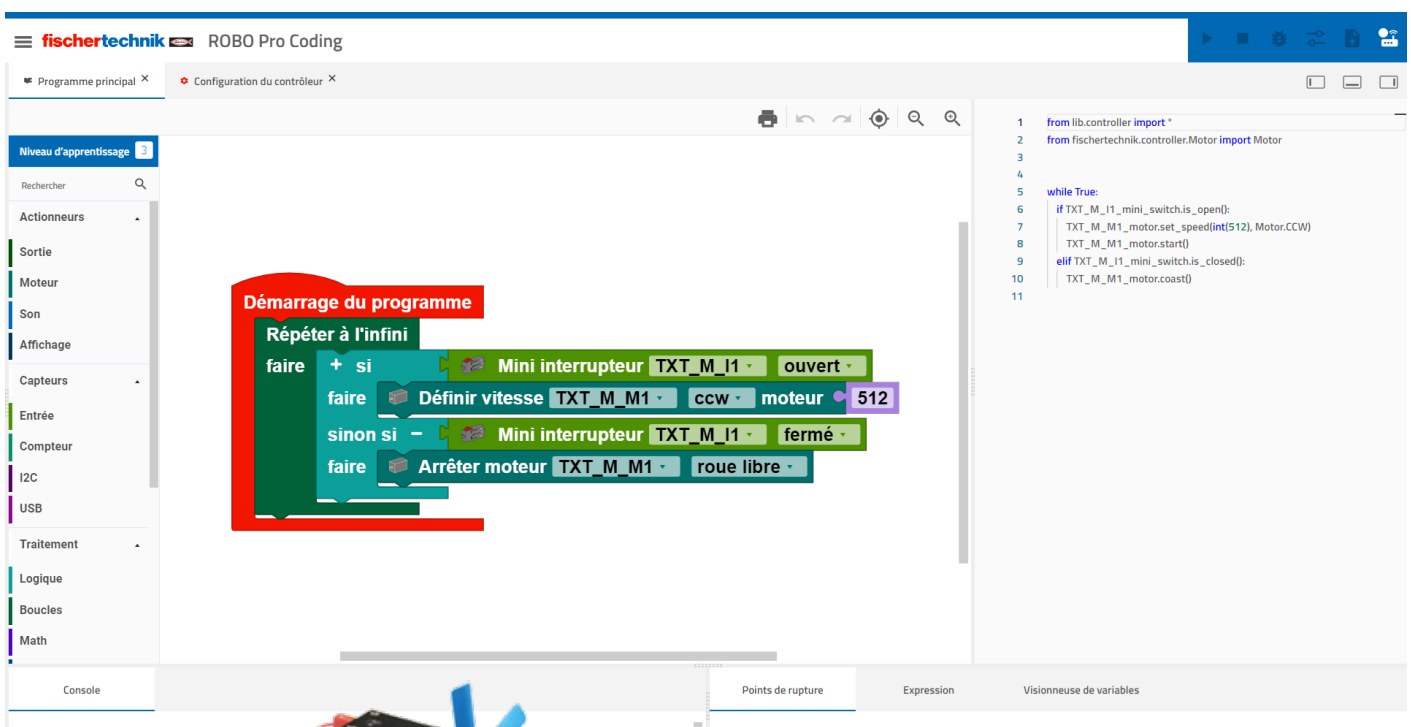 fischertechnik ROBO Pro Coding
Programme principal × Configuration du contrôleur ×
Niveau d'apprentissage 3
Rechercher
Actionneurs
Sortie
Moteur
Son
Affichage
Capteurs
Entrée
Compteur
I2C
USB
Traitement
Logique
Boucles
Math
Démarrage du programme
Répéter à l'infini
faire + si Mini interrupteur TXT_M_I1 ouvert
faire Définir vitesse TXT_M_M1 ccw moteur 512
sinon si − Mini interrupteur TXT_M_I1 fermé
faire Arrêter moteur TXT_M_M1 roue libre
1 from lib.controller import *
2 from fischertechnik.controller.Motor import Motor
3
4
5 while True:
6 if TXT_M_I1_mini_switch.is_open():
7 TXT_M_M1_motor.set_speed(int(512), Motor.CCW)
8 TXT_M_M1_motor.start()
9 elif TXT_M_I1_mini_switch.is_closed():
10 TXT_M_M1_motor.coast()
11
Console
Points de rupture Expression Visionneuse de variables